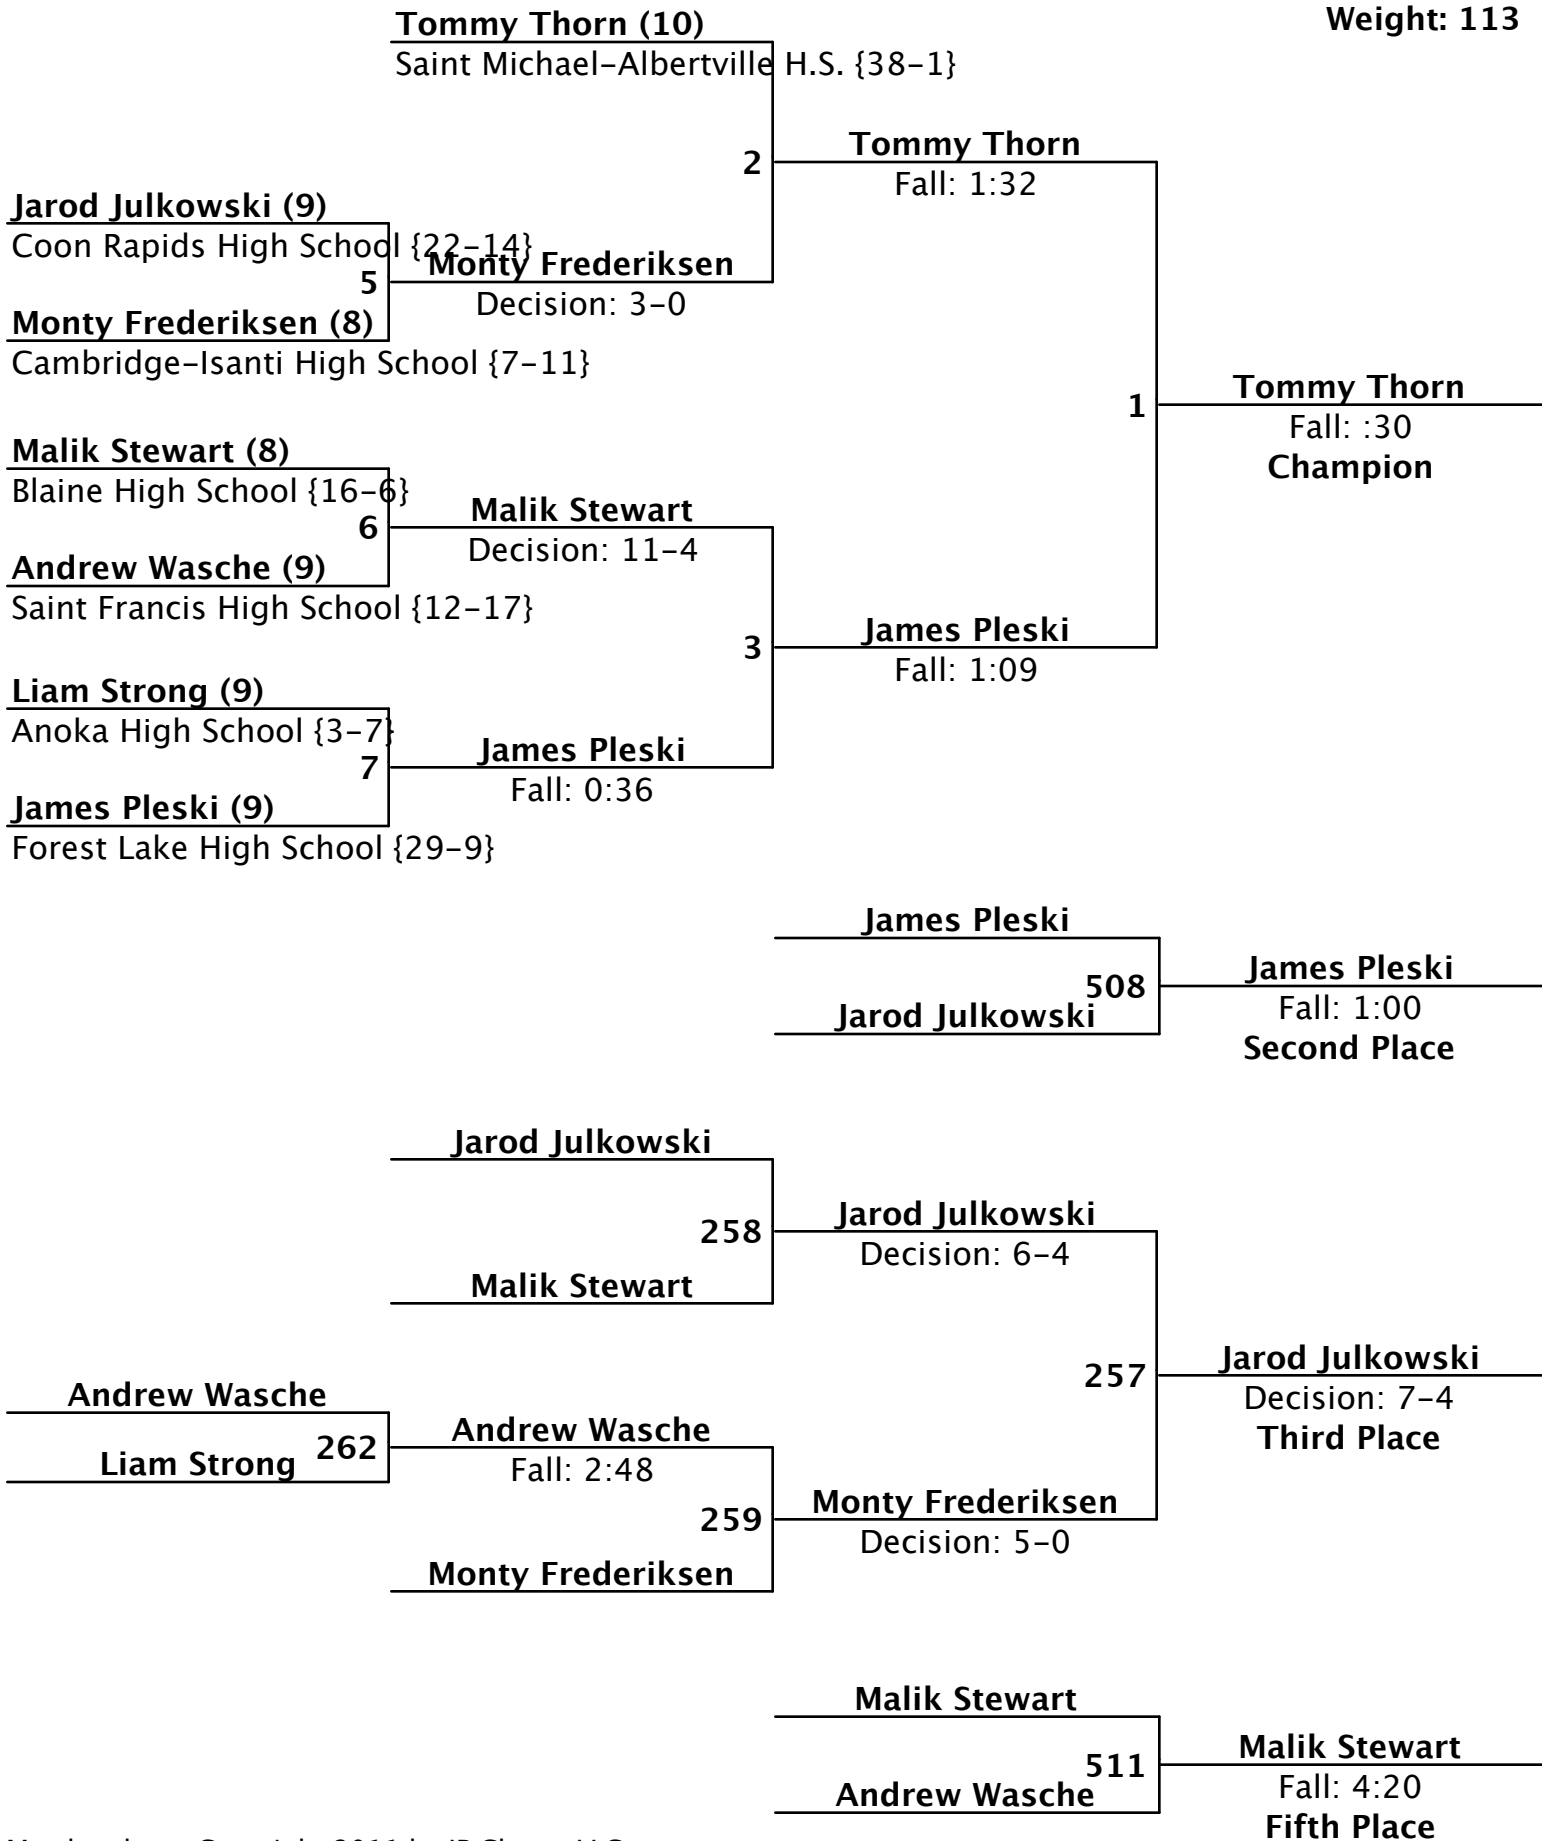 Weight: 113
Tommy Thorn (10)
Saint Michael-Albertville H.S. {38-1}
2
Tommy Thorn
Fall: 1:32
Jarod Julkowski (9)
Coon Rapids High School {22-14}
5
Monty Frederiksen
Decision: 3-0
Monty Frederiksen (8)
Cambridge-Isanti High School {7-11}
1
Tommy Thorn
Fall: :30
Champion
Malik Stewart (8)
Blaine High School {16-6}
6
Malik Stewart
Decision: 11-4
Andrew Wasche (9)
Saint Francis High School {12-17}
3
James Pleski
Fall: 1:09
Liam Strong (9)
Anoka High School {3-7}
7
James Pleski
Fall: 0:36
James Pleski (9)
Forest Lake High School {29-9}
James Pleski
508
Jarod Julkowski
James Pleski
Fall: 1:00
Second Place
Jarod Julkowski
258
Malik Stewart
Jarod Julkowski
Decision: 6-4
257
Jarod Julkowski
Decision: 7-4
Third Place
Andrew Wasche
262
Liam Strong
Andrew Wasche
Fall: 2:48
259
Monty Frederiksen
Monty Frederiksen
Decision: 5-0
Malik Stewart
511
Andrew Wasche
Malik Stewart
Fall: 4:20
Fifth Place